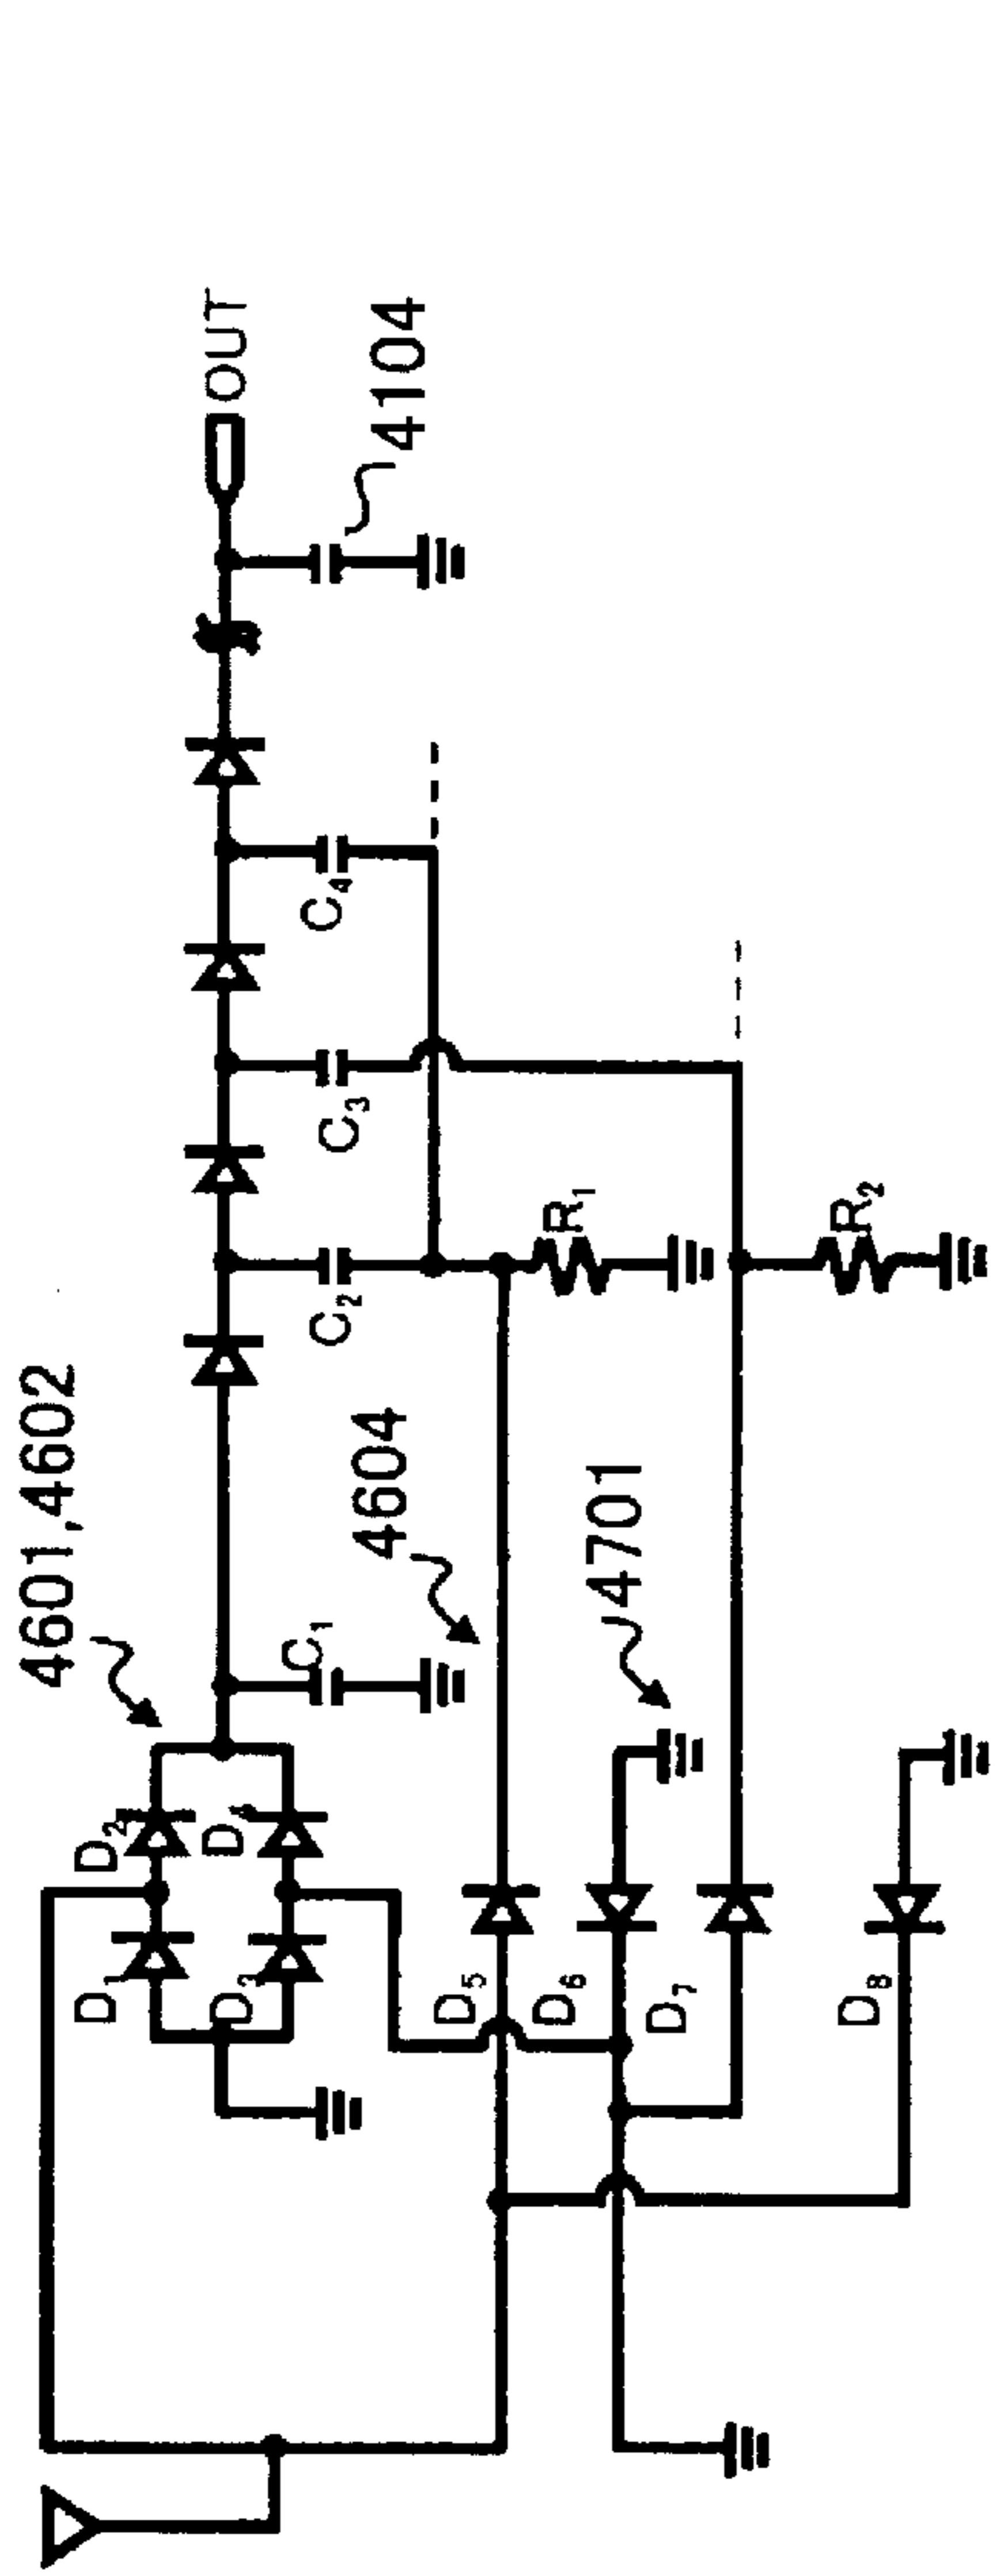 4601,4602
D₂
D₁
D₄
D₃
C₁
4604
D₅
D₆
4701
D₇
D₈
C₂
C₃
C₄
R₁
R₂
OUT
4104